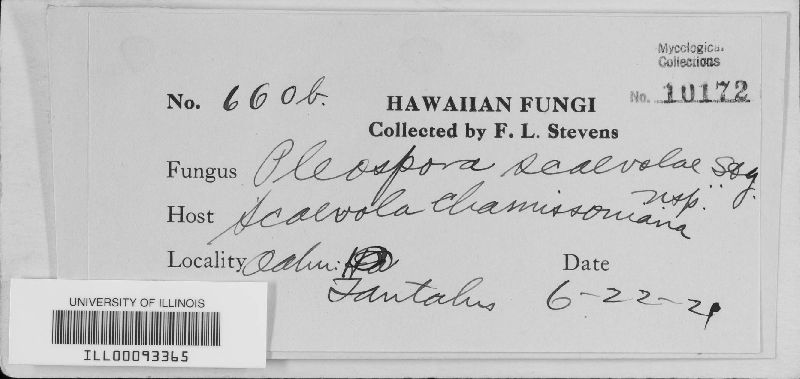 Mycological
Collections
No. 10172
No. 660b.
HAWAIIAN FUNGI
Collected by F. L. Stevens
Fungus Pleospora scaevolae Syg.
nsp.
Host Scaevola chamissoniana
Locality Oahu:
Date
Tantalus 6-22-21
UNIVERSITY OF ILLINOIS
ILL00093365